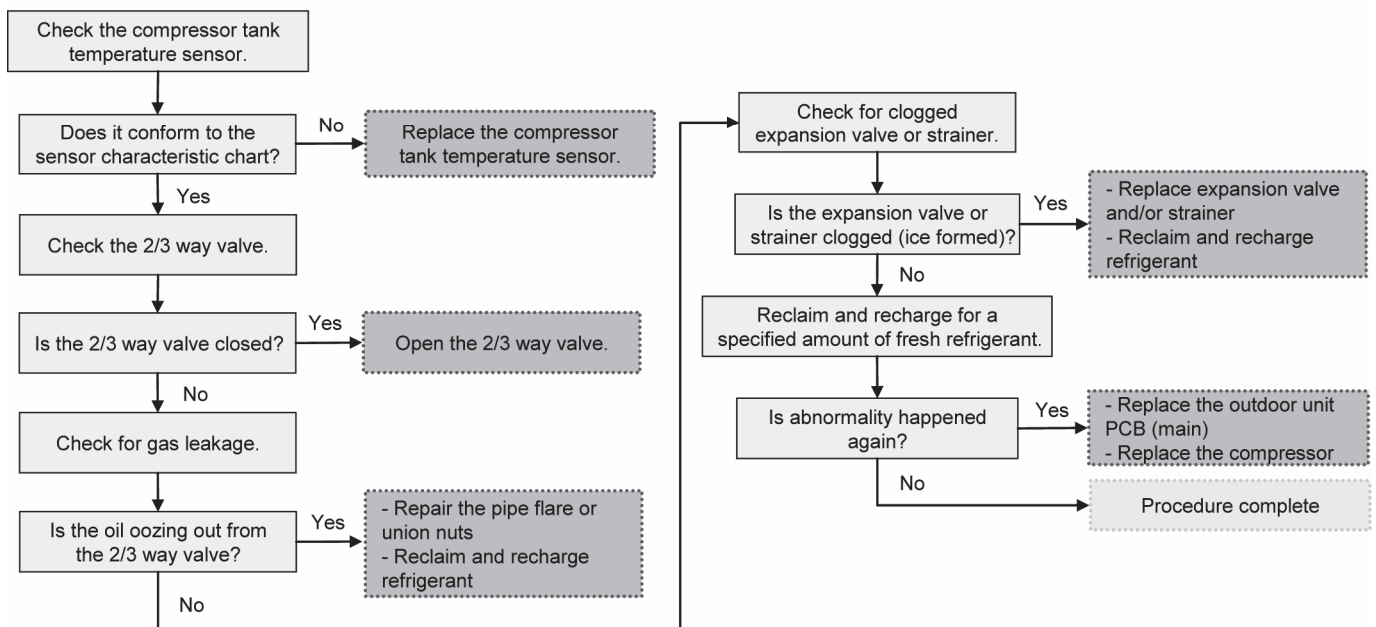 Check the compressor tank
temperature sensor.
Does it conform to the
sensor characteristic chart?
No
Replace the compressor
tank temperature sensor.
Yes
Check the 2/3 way valve.
Is the 2/3 way valve closed?
Yes
Open the 2/3 way valve.
No
Check for gas leakage.
Is the oil oozing out from
the 2/3 way valve?
Yes
- Repair the pipe flare or
union nuts
- Reclaim and recharge
refrigerant
No
Check for clogged
expansion valve or strainer.
Is the expansion valve or
strainer clogged (ice formed)?
Yes
- Replace expansion valve
and/or strainer
- Reclaim and recharge
refrigerant
No
Reclaim and recharge for a
specified amount of fresh refrigerant.
Is abnormality happened
again?
Yes
- Replace the outdoor unit
PCB (main)
- Replace the compressor
No
Procedure complete